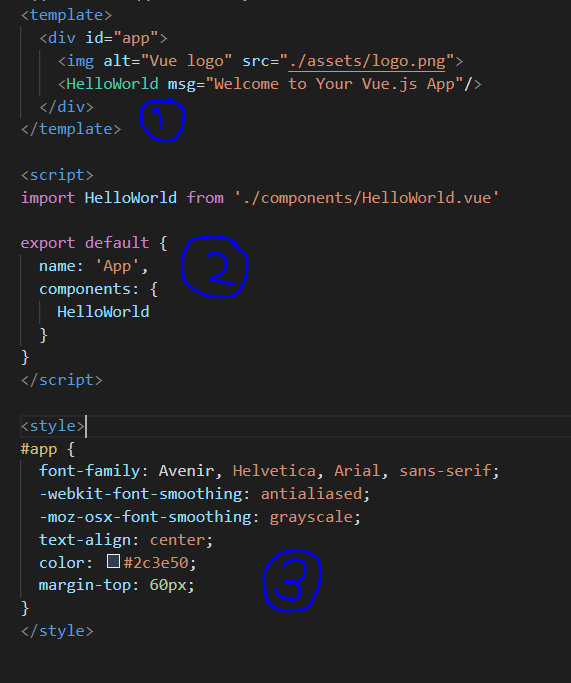 <template>
<div id="app">
<img alt="Vue logo" src="./assets/logo.png">
<HelloWorld msg="Welcome to Your Vue.js App"/>
</div>
1
</template>
<script>
import HelloWorld from './components/HelloWorld.vue'
export default {
2
name: 'App',
components: {
HelloWorld
}
}
</script>
<style>
#app {
font-family: Avenir, Helvetica, Arial, sans-serif;
-webkit-font-smoothing: antialiased;
-moz-osx-font-smoothing: grayscale;
text-align: center;
color: #2c3e50;
3
margin-top: 60px;
}
</style>